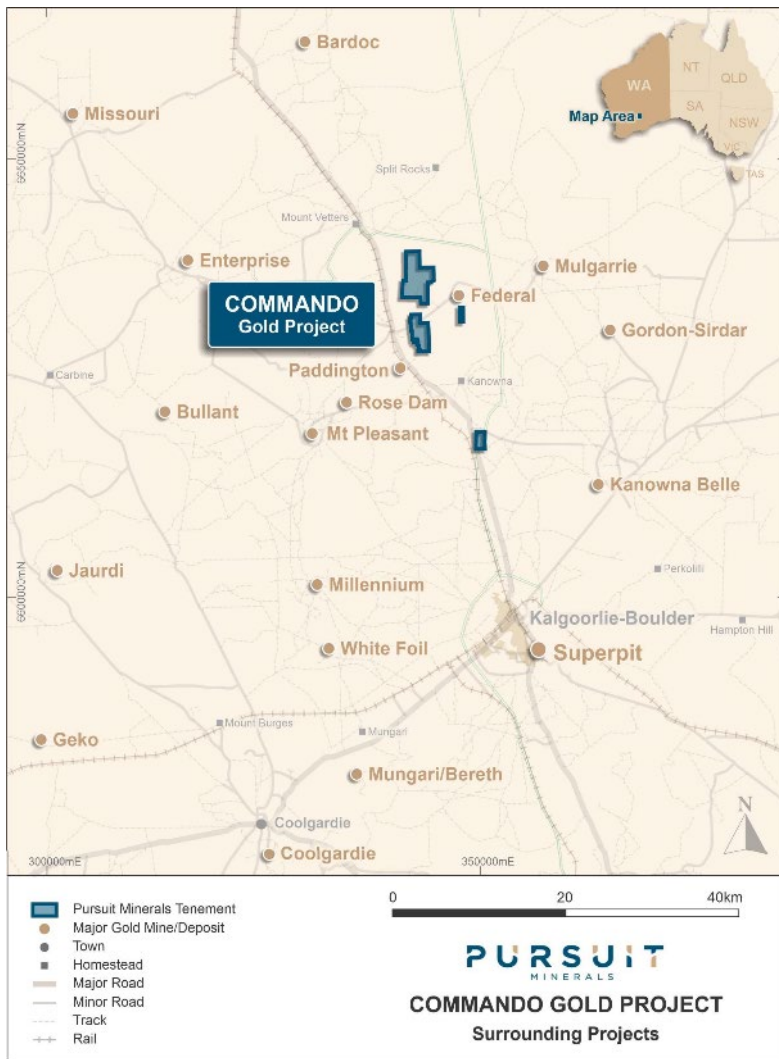 Bardoc
WA
NT
QLD
SA
NSW
VIC
TAS
Map Area
Missouri
6650000mN
Split Rocks
Mount Vetters
Enterprise
Mulgarrie
COMMANDO
Gold Project
Federal
Gordon-Sirdar
Paddington
Kanowna
Carbine
Rose Dam
Bullant
Mt Pleasant
Kanowna Belle
Jaurdi
Millennium
Perkolilli
6600000mN
Kalgoorlie-Boulder
Hampton Hill
White Foil
Superpit
Mount Burges
Mungari
Geko
Mungari/Bereth
N
Coolgardie
Coolgardie
300000mE
350000mE
Pursuit Minerals Tenement
Major Gold Mine/Deposit
Town
Homestead
Major Road
Minor Road
Track
Rail
0 20 40km
PURSUIT
MINERALS
COMMANDO GOLD PROJECT
Surrounding Projects